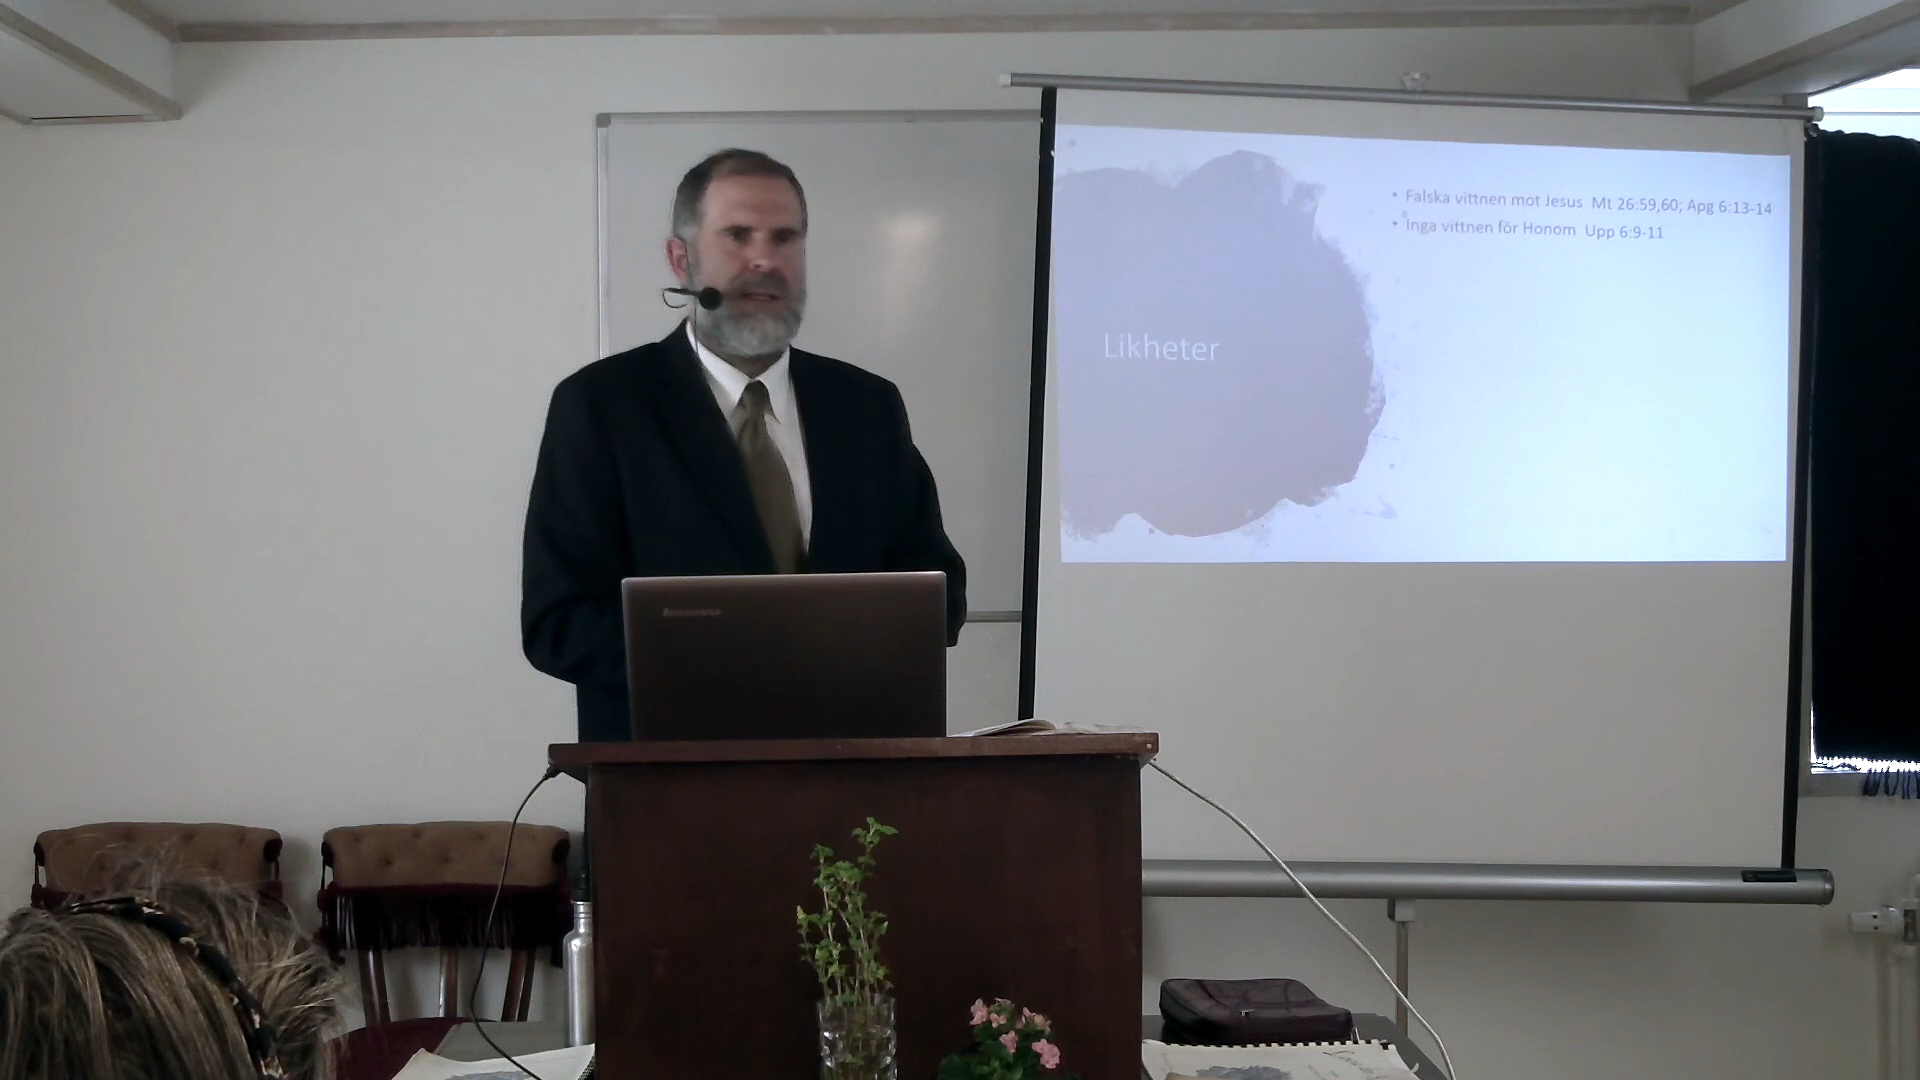 • Falska vittnen mot Jesus Mt 26:59,60; Apg 6:13-14
• Inga vittnen för Honom Upp 6:9-11
Likheter
lenovo